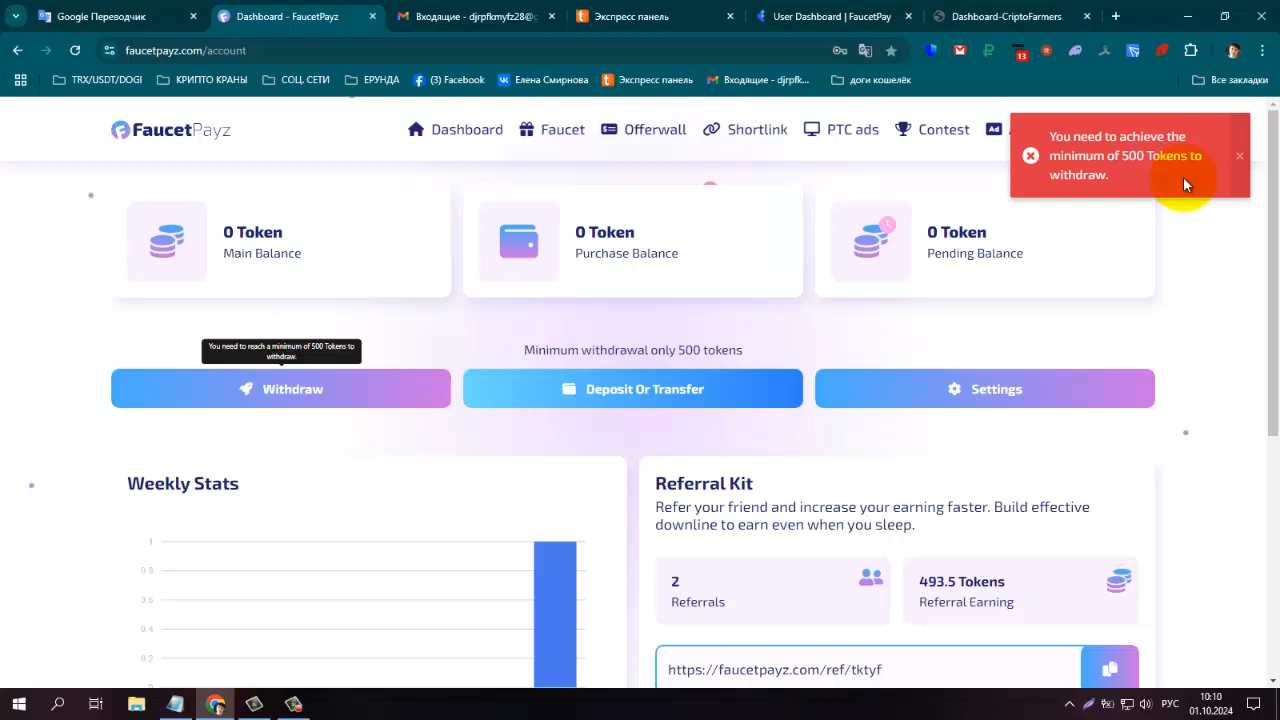 Google Переводчик
Dashboard - FaucetPayz
Входящие - djrpfkmyfz28@g
Экспресс панель
User Dashboard | FaucetPay
Dashboard-CriptoFarmers
faucetpayz.com/account
13
TRX/USDT/DOGI
КРИПТО КРАНЫ
СОЦ. СЕТИ
ЕРУНДА
(3) Facebook
Елена Смирнова
Экспресс панель
Входящие - djrpfk...
доги кошелёк
Все закладки
FaucetPayz
Dashboard
Faucet
Offerwall
Shortlink
PTC ads
Contest
Ad
You need to achieve the
minimum of 500 Tokens to
withdraw.
0 Token
Main Balance
0 Token
Purchase Balance
0 Token
Pending Balance
You need to reach a minimum of 500 Tokens to
withdraw.
Minimum withdrawal only 500 tokens
Withdraw
Deposit Or Transfer
Settings
Weekly Stats
1
0.8
0.6
0.4
0.2
Referral Kit
Refer your friend and increase your earning faster. Build effective
downline to earn even when you sleep.
2
Referrals
493.5 Tokens
Referral Earning
https://faucetpayz.com/ref/tktyf
РУС
10:10
01.10.2024